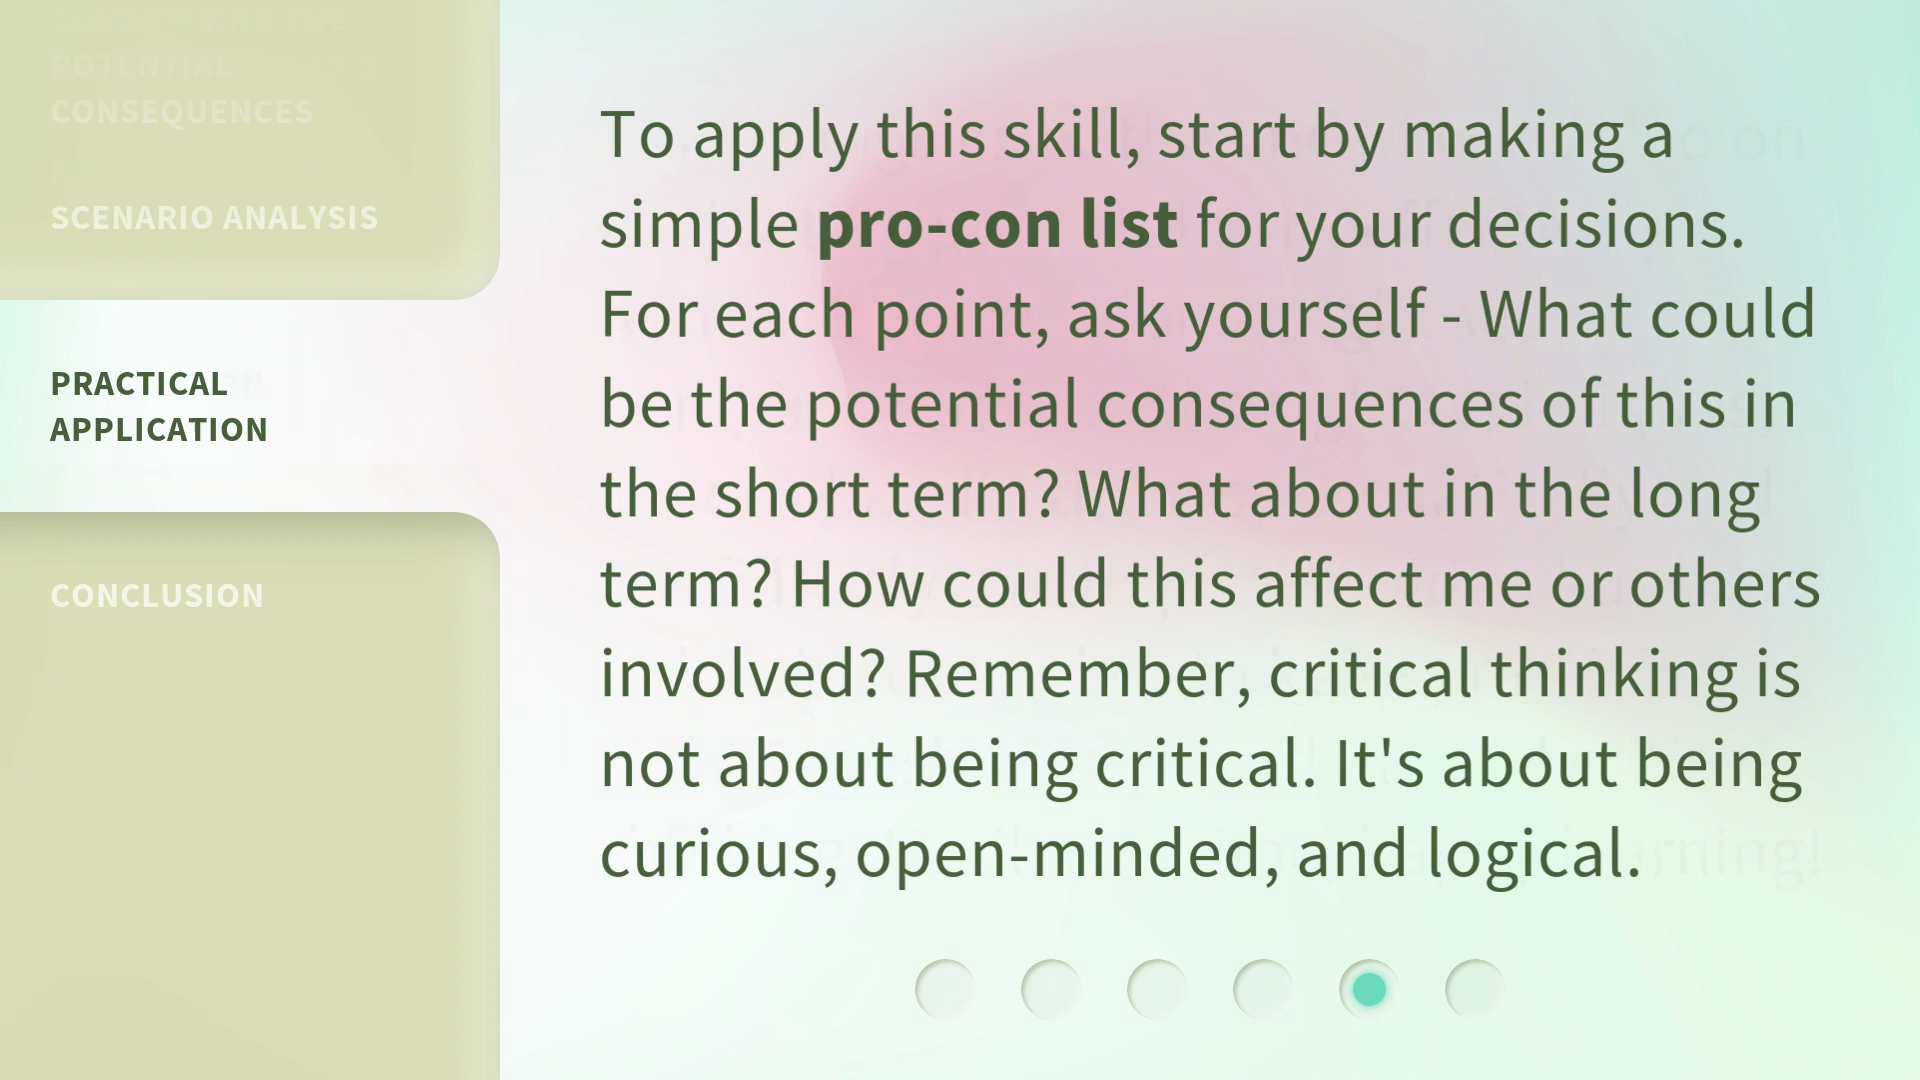 POTENTIAL
CONSEQUENCES
SCENARIO ANALYSIS
PRACTICAL
APPLICATION
CONCLUSION
To apply this skill, start by making a
simple pro-con list for your decisions.
For each point, ask yourself - What could
be the potential consequences of this in
the short term? What about in the long
term? How could this affect me or others
involved? Remember, critical thinking is
not about being critical. It's about being
curious, open-minded, and logical.